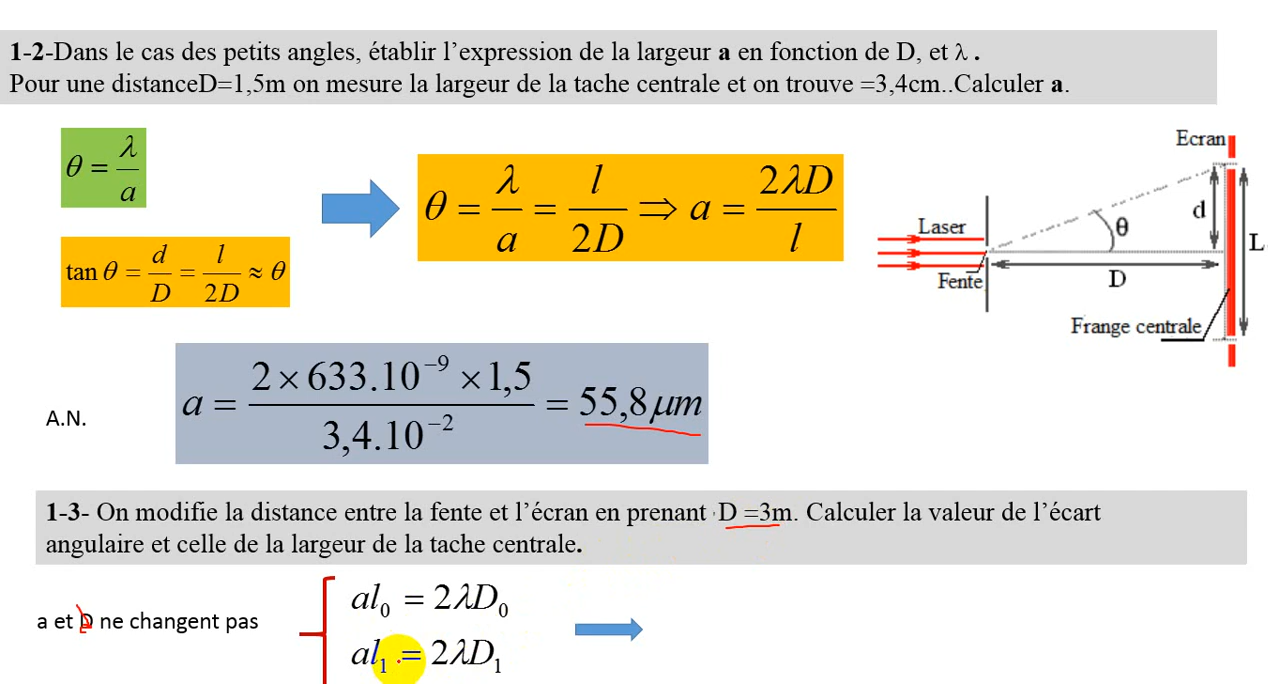 1-2-Dans le cas des petits angles, établir l'expression de la largeur a en fonction de D, et λ .
Pour une distanceD=1,5m on mesure la largeur de la tache centrale et on trouve =3,4cm..Calculer a.
θ = λ/a
tan θ = d/D = l/2D ≈ θ
θ = λ/a = l/2D ⇒ a = 2λD/l
Ecran
d
θ
Laser
L
D
Fente
Frange centrale
A.N.
a = 2×633.10⁻⁹ ×1,5/3,4.10⁻² = 55,8μm
1-3- On modifie la distance entre la fente et l'écran en prenant D =3m. Calculer la valeur de l'écart
angulaire et celle de la largeur de la tache centrale.
a et ne changent pas
al₀ = 2λD₀
al₁ = 2λD₁